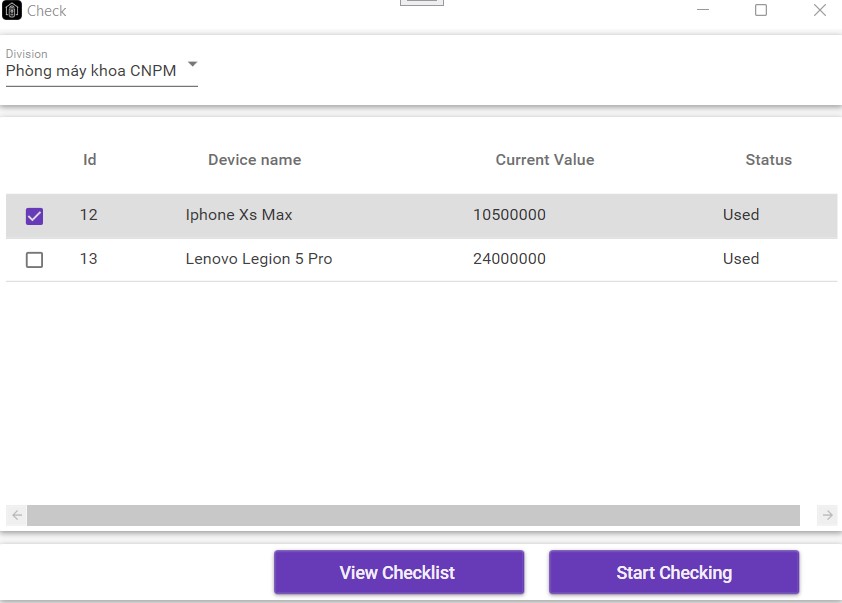 Check
Division
Phòng máy khoa CNPM
Id Device name Current Value Status
12 Iphone Xs Max 10500000 Used
13 Lenovo Legion 5 Pro 24000000 Used
View Checklist Start Checking